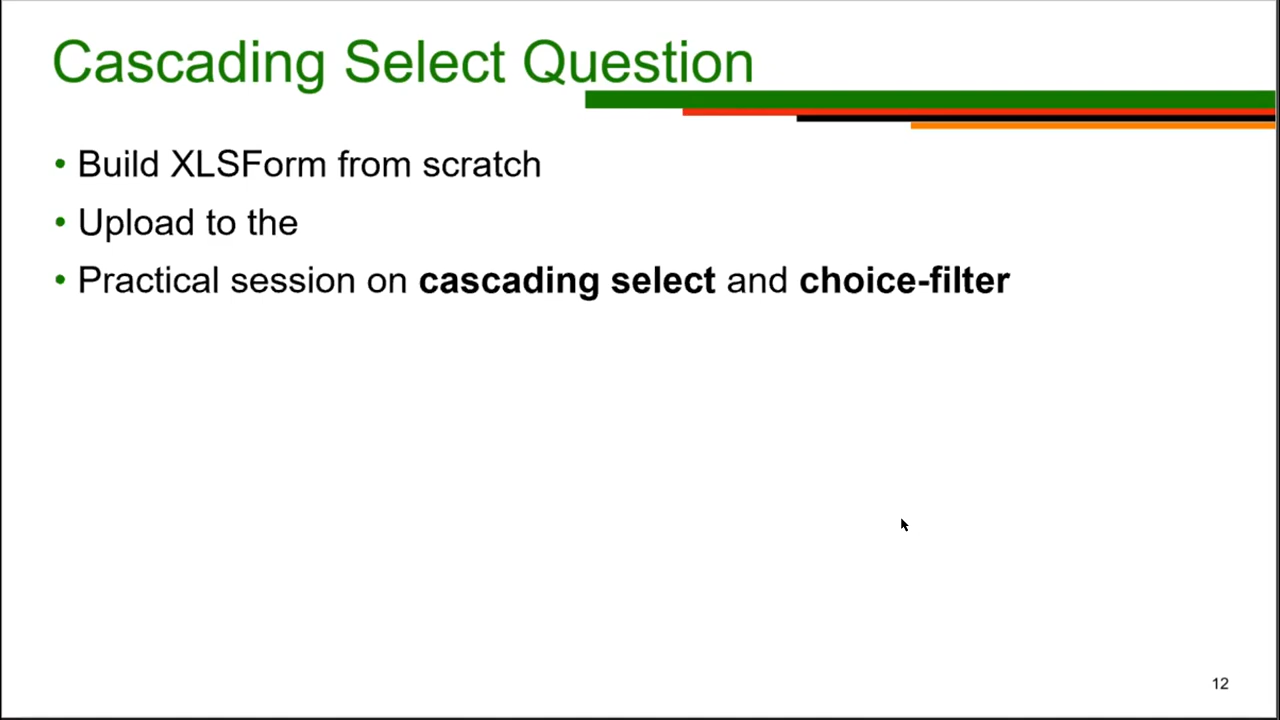 Cascading Select Question
• Build XLSForm from scratch
• Upload to the
• Practical session on cascading select and choice-filter
12